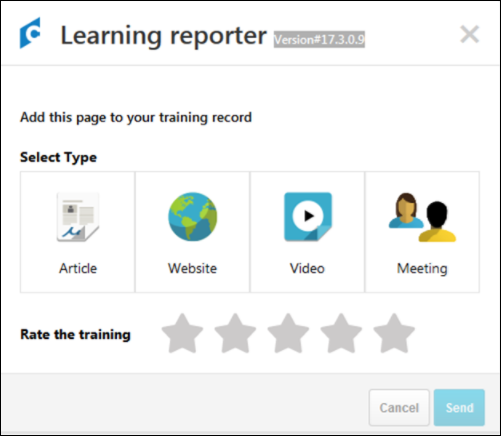 Learning reporter Version#17.3.0.9
Add this page to your training record
Select Type
Article Website Video Meeting
Rate the training
Cancel Send